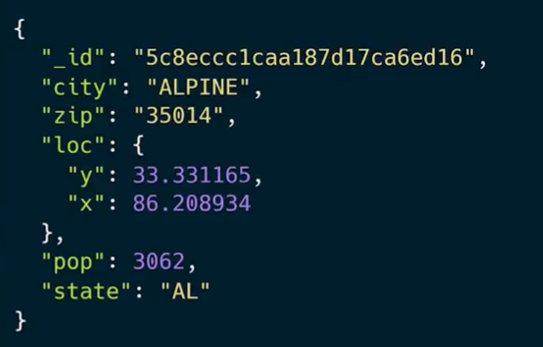 {
"_id": "5c8eccc1caa187d17ca6ed16",
"city": "ALPINE",
"zip": "35014",
"loc": {
"y": 33.331165,
"x": 86.208934
},
"pop": 3062,
"state": "AL"
}